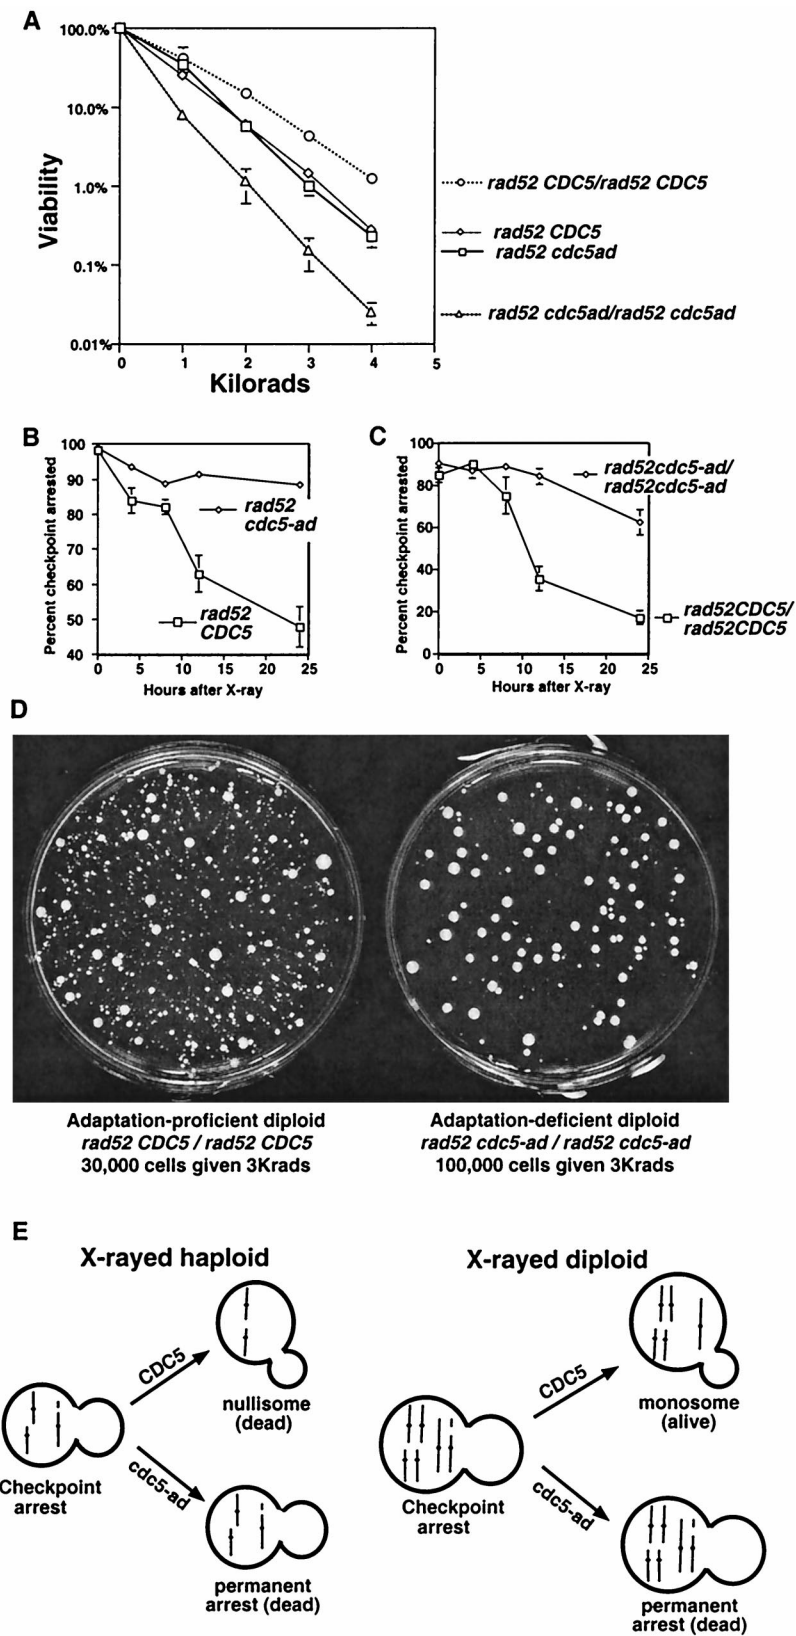 A
100.0%
10.0%
1.0%
0.1%
0.01%
Viability
0 1 2 3 4 5
Kilorads
rad52 CDC5/rad52 CDC5
rad52 CDC5
rad52 cdc5ad
rad52 cdc5ad/rad52 cdc5ad
B
Percent checkpoint arrested
100
90
80
70
60
50
40
0 5 10 15 20 25
Hours after X-ray
rad52
cdc5-ad
rad52
CDC5
C
Percent checkpoint arrested
100
80
60
40
20
0
0 5 10 15 20 25
Hours after X-ray
rad52cdc5-ad/
rad52cdc5-ad
rad52CDC5/
rad52CDC5
D
Adaptation-proficient diploid
rad52 CDC5 / rad52 CDC5
30,000 cells given 3Krads
Adaptation-deficient diploid
rad52 cdc5-ad / rad52 cdc5-ad
100,000 cells given 3Krads
E
X-rayed haploid
CDC5
nullisome
(dead)
Checkpoint
arrest
cdc5-ad
permanent
arrest (dead)
X-rayed diploid
CDC5
monosome
(alive)
Checkpoint
arrest
cdc5-ad
permanent
arrest (dead)